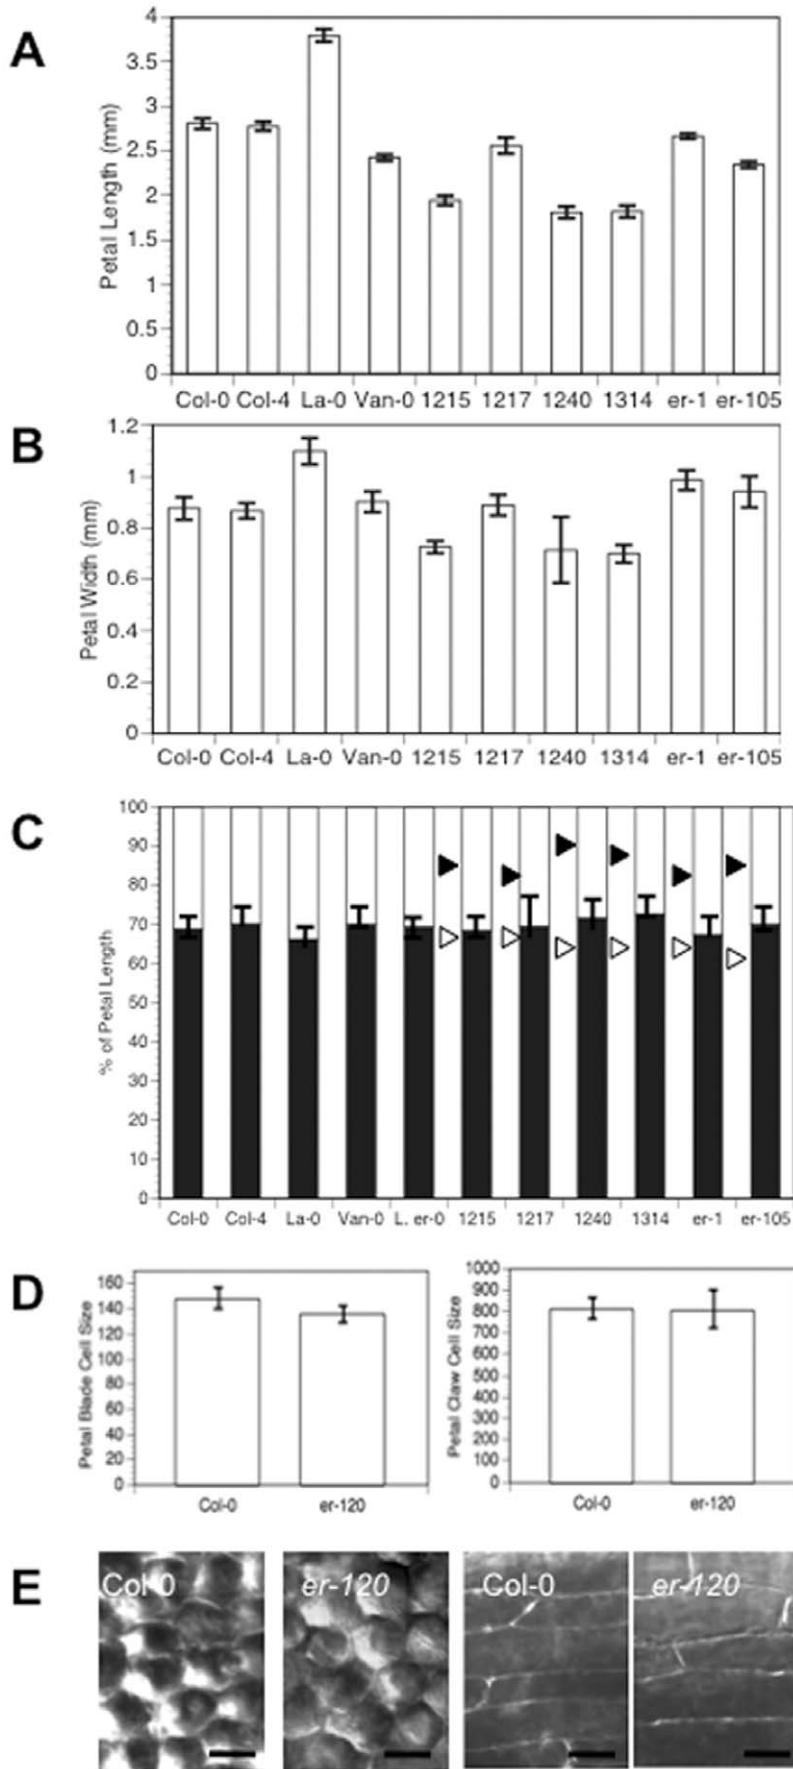 A
Petal Length (mm)
4
3.5
3
2.5
2
1.5
1
0.5
0
Col-0 Col-4 La-0 Van-0 1215 1217 1240 1314 er-1 er-105
B
Petal Width (mm)
1.2
1
0.8
0.6
0.4
0.2
0
Col-0 Col-4 La-0 Van-0 1215 1217 1240 1314 er-1 er-105
C
% of Petal Length
100
90
80
70
60
50
40
30
20
10
0
Col-0 Col-4 La-0 Van-0 L. er-0 1215 1217 1240 1314 er-1 er-105
D
Petal Blade Cell Size
160
140
120
100
80
60
40
20
0
Col-0 er-120
Petal Claw Cell Size
1000
900
800
700
600
500
400
300
200
100
0
Col-0 er-120
E
Col-0 er-120 Col-0 er-120